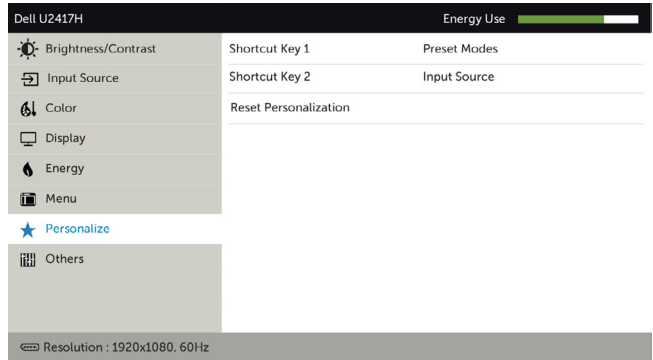 Dell U2417H Energy Use
Brightness/Contrast Shortcut Key 1 Preset Modes
Input Source Shortcut Key 2 Input Source
Color Reset Personalization
Display
Energy
Menu
Personalize
Others
Resolution : 1920x1080, 60Hz